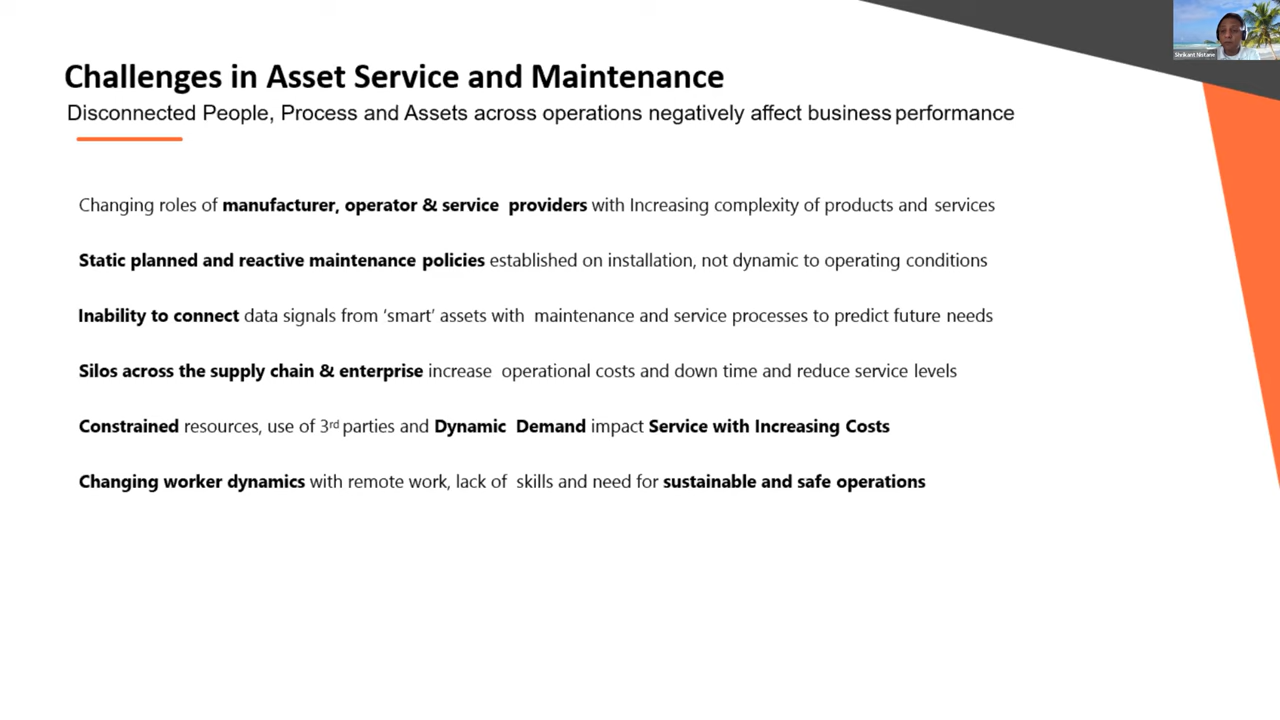 Challenges in Asset Service and Maintenance
Disconnected People, Process and Assets across operations negatively affect business performance
Changing roles of manufacturer, operator & service providers with Increasing complexity of products and services
Static planned and reactive maintenance policies established on installation, not dynamic to operating conditions
Inability to connect data signals from ‘smart’ assets with maintenance and service processes to predict future needs
Silos across the supply chain & enterprise increase operational costs and down time and reduce service levels
Constrained resources, use of 3rd parties and Dynamic Demand impact Service with Increasing Costs
Changing worker dynamics with remote work, lack of skills and need for sustainable and safe operations
Shrikant Nistane